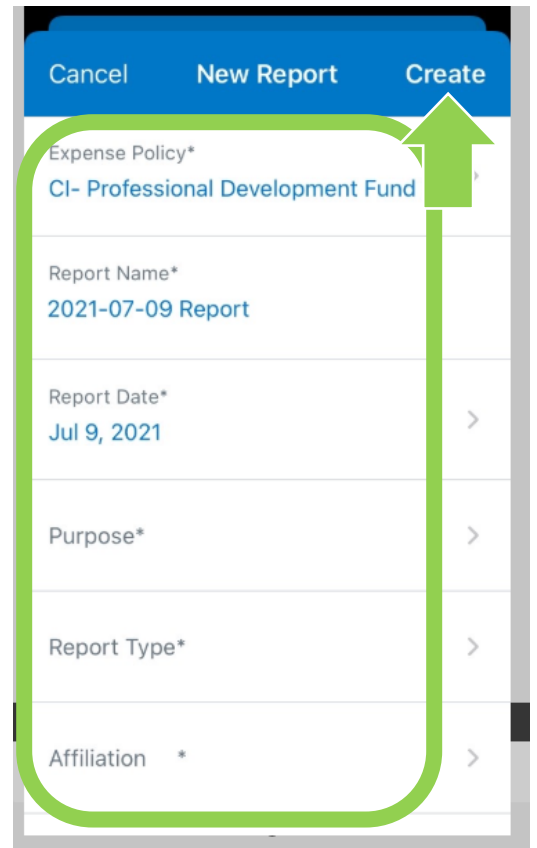 Cancel New Report Create
Expense Policy*
CI- Professional Development Fund
Report Name*
2021-07-09 Report
Report Date*
Jul 9, 2021
Purpose*
Report Type*
Affiliation *